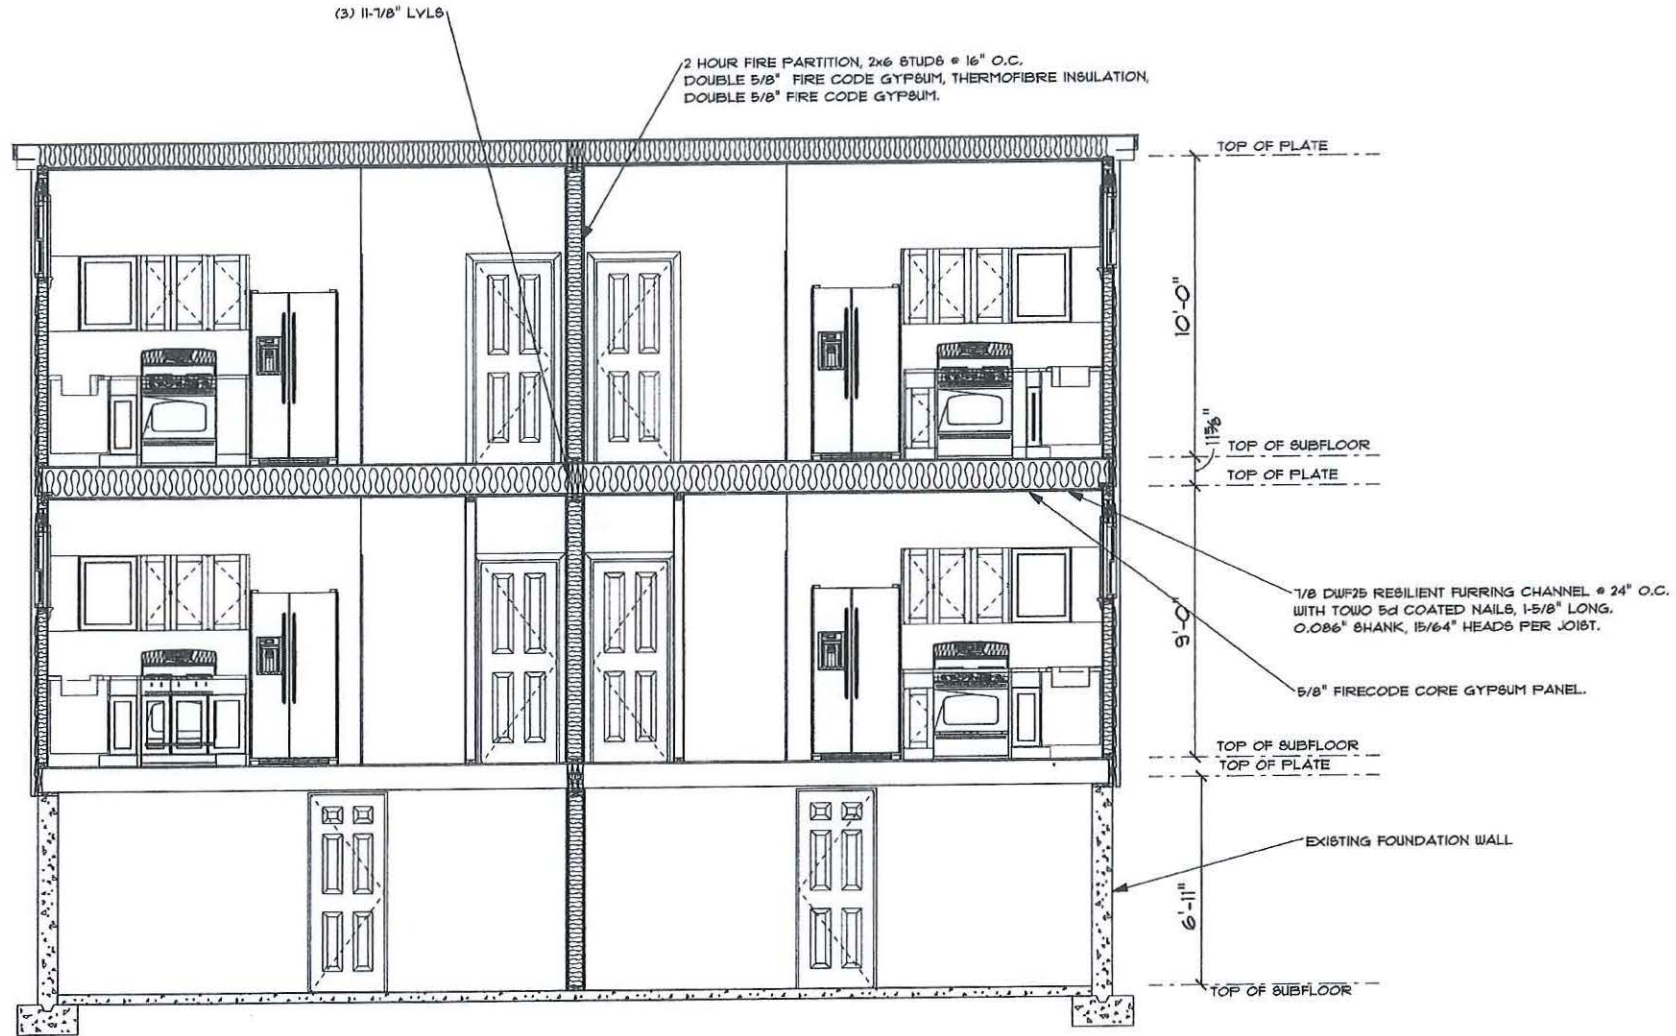 (3) 11-7/8" LVLS
2 HOUR FIRE PARTITION, 2x6 STUDS @ 16" O.C.
DOUBLE 5/8" FIRE CODE GYPSUM, THERMOFIBRE INSULATION,
DOUBLE 5/8" FIRE CODE GYPSUM.
TOP OF PLATE
10'-0"
TOP OF SUBFLOOR
11 5/8"
TOP OF PLATE
7/8 DWF25 RESILIENT FURRING CHANNEL @ 24" O.C.
WITH TOWO 5d COATED NAILS, 1-5/8" LONG.
0.086" SHANK, 15/64" HEADS PER JOIST.
9'-0"
5/8" FIRECODE CORE GYPSUM PANEL.
TOP OF SUBFLOOR
TOP OF PLATE
EXISTING FOUNDATION WALL
6'-11"
TOP OF SUBFLOOR